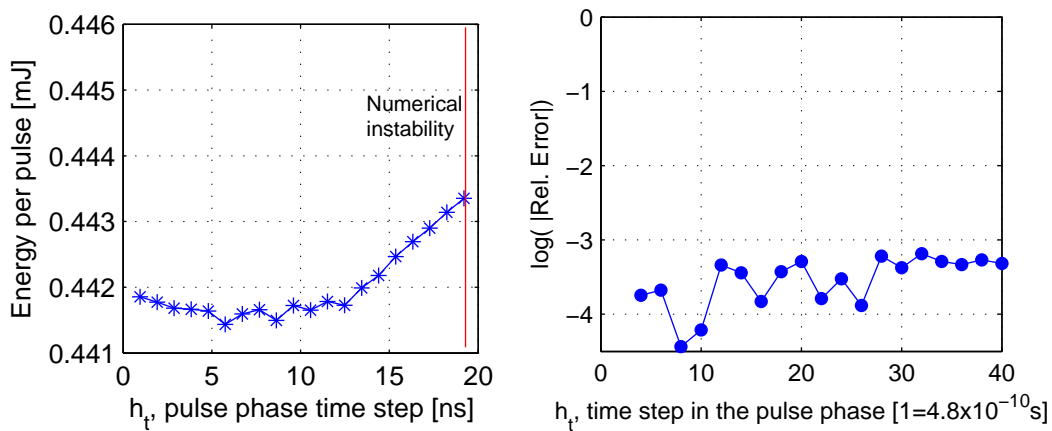 0.446
0.445
0.444
0.443
0.442
0.441
Energy per pulse [mJ]
Numerical
instability
0 5 10 15 20
h_t, pulse phase time step [ns]
0
−1
−2
−3
−4
log( |Rel. Error|)
0 10 20 30 40
h_t, time step in the pulse phase [1=4.8x10^−10s]